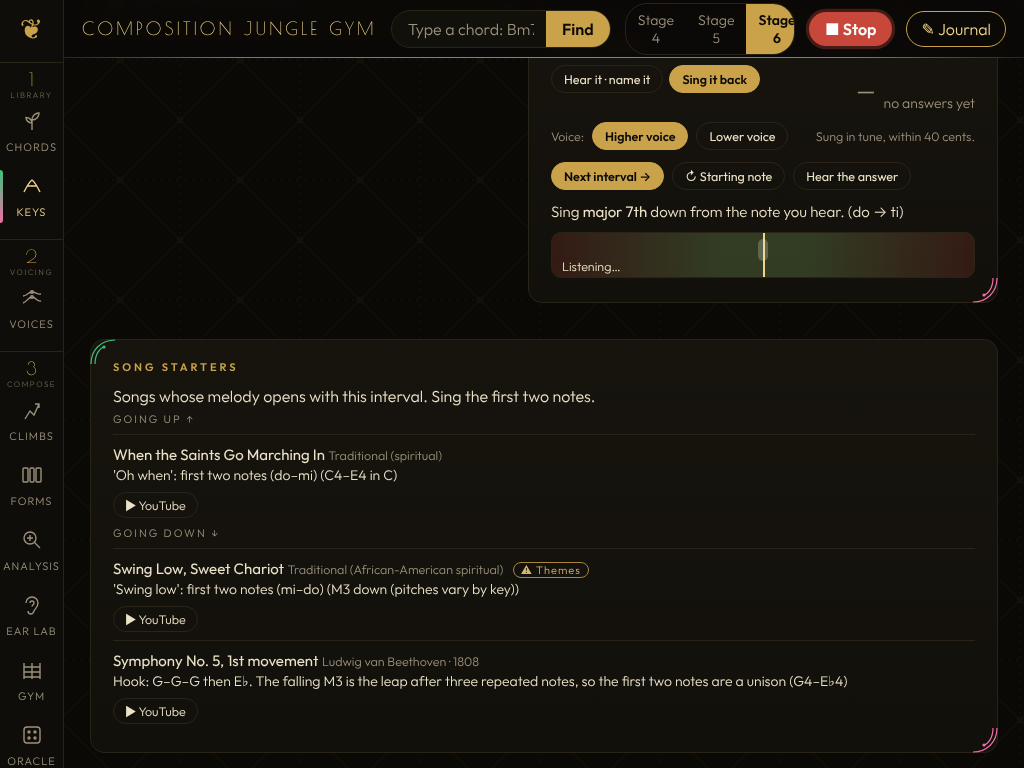 COMPOSITION JUNGLE GYM
Type a chord: Bm7
Find
Stage 4
Stage 5
Stage 6
Stop
✎ Journal
1
LIBRARY
CHORDS
KEYS
2
VOICING
VOICES
3
COMPOSE
CLIMBS
FORMS
ANALYSIS
EAR LAB
GYM
ORACLE
Hear it · name it
Sing it back
—
no answers yet
Voice:
Higher voice
Lower voice
Sung in tune, within 40 cents.
Next interval →
↻ Starting note
Hear the answer
Sing major 7th down from the note you hear. (do → ti)
Listening…
SONG STARTERS
Songs whose melody opens with this interval. Sing the first two notes.
GOING UP ↑
When the Saints Go Marching In Traditional (spiritual)
'Oh when': first two notes (do–mi) (C4–E4 in C)
▶ YouTube
GOING DOWN ↓
Swing Low, Sweet Chariot Traditional (African-American spiritual) ⚠ Themes
'Swing low': first two notes (mi–do) (M3 down (pitches vary by key))
▶ YouTube
Symphony No. 5, 1st movement Ludwig van Beethoven · 1808
Hook: G–G–G then E♭. The falling M3 is the leap after three repeated notes, so the first two notes are a unison (G4–E♭4)
▶ YouTube